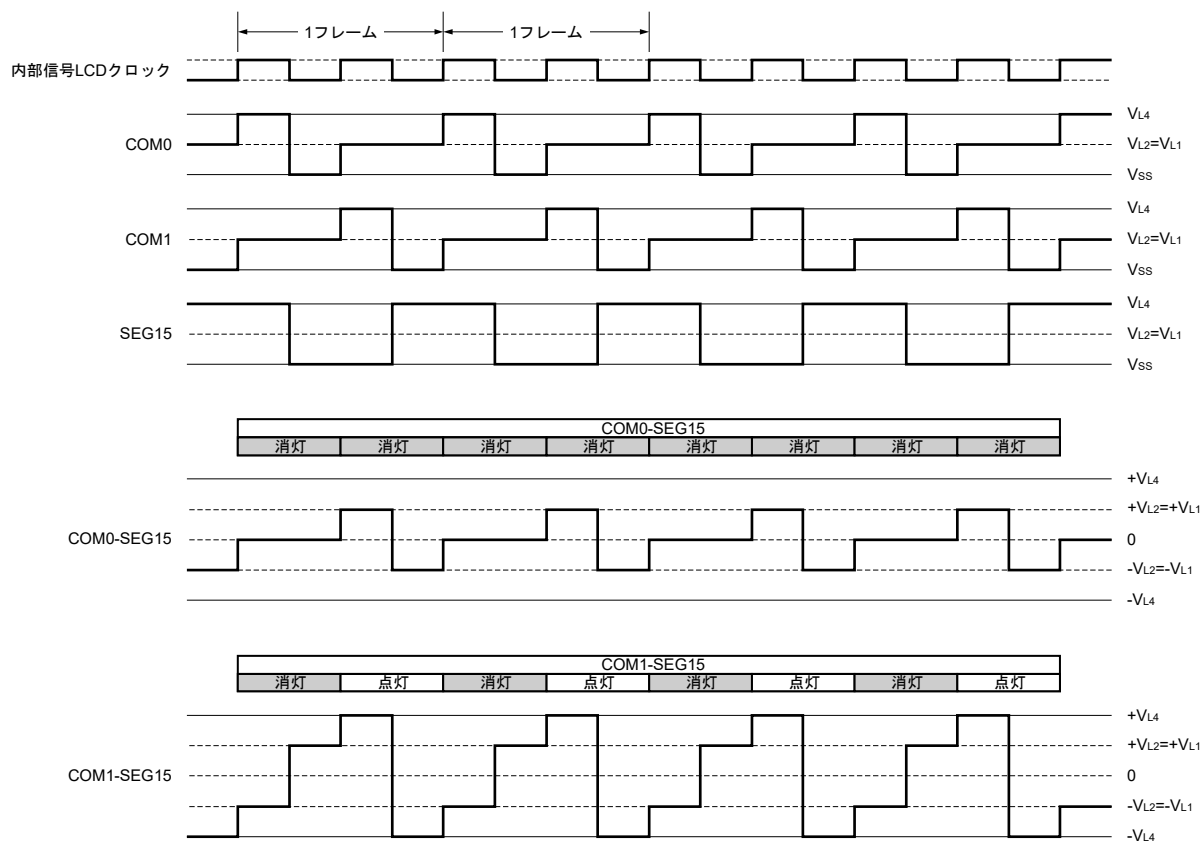 1フレーム 1フレーム
内部信号LCDクロック
VL4
COM0 VL2=VL1
VSS
VL4
COM1 VL2=VL1
VSS
VL4
SEG15 VL2=VL1
VSS
COM0-SEG15
消灯 消灯 消灯 消灯 消灯 消灯 消灯 消灯
+VL4
+VL2=+VL1
COM0-SEG15 0
-VL2=-VL1
-VL4
COM1-SEG15
消灯 点灯 消灯 点灯 消灯 点灯 消灯 点灯
+VL4
+VL2=+VL1
COM1-SEG15 0
-VL2=-VL1
-VL4